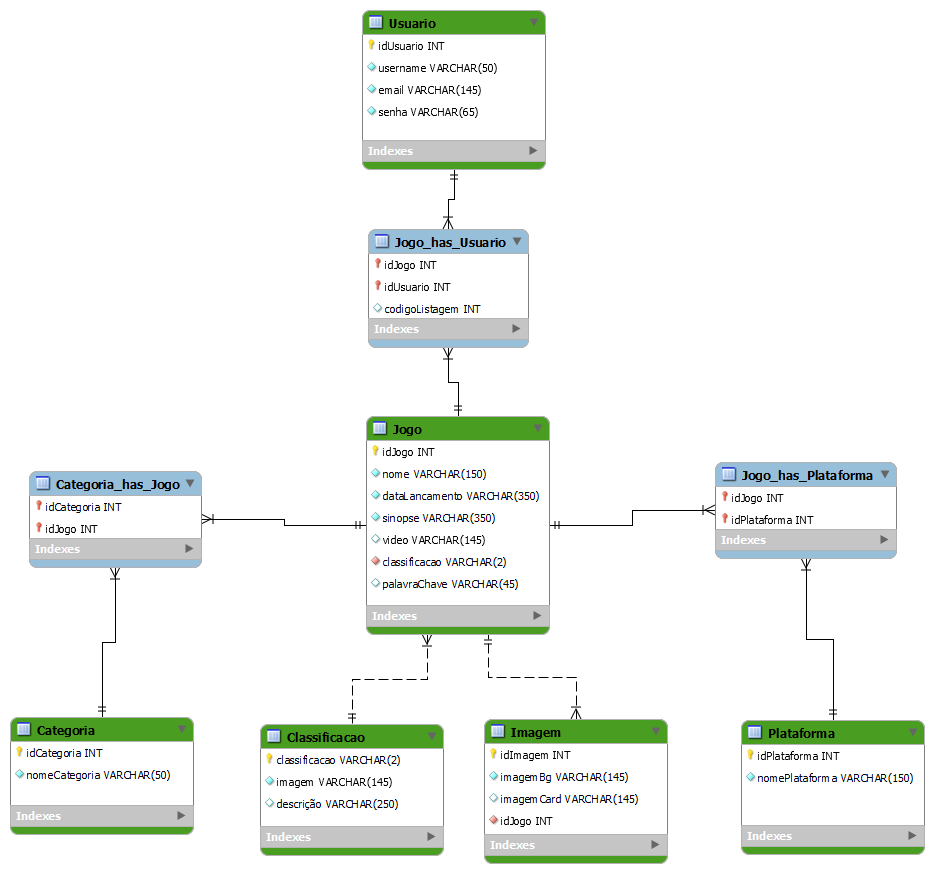 Usuario
idUsuario INT
username VARCHAR(50)
email VARCHAR(145)
senha VARCHAR(65)
Indexes
Jogo_has_Usuario
idJogo INT
idUsuario INT
codigoListagem INT
Indexes
Jogo
idJogo INT
nome VARCHAR(150)
dataLancamento VARCHAR(350)
sinopse VARCHAR(350)
video VARCHAR(145)
classificacao VARCHAR(2)
palavraChave VARCHAR(45)
Indexes
Categoria_has_Jogo
idCategoria INT
idJogo INT
Indexes
Jogo_has_Plataforma
idJogo INT
idPlataforma INT
Indexes
Categoria
idCategoria INT
nomeCategoria VARCHAR(50)
Indexes
Classificacao
classificacao VARCHAR(2)
imagem VARCHAR(145)
descrição VARCHAR(250)
Indexes
Imagem
idImagem INT
imagemBg VARCHAR(145)
imagemCard VARCHAR(145)
idJogo INT
Indexes
Plataforma
idPlataforma INT
nomePlataforma VARCHAR(150)
Indexes